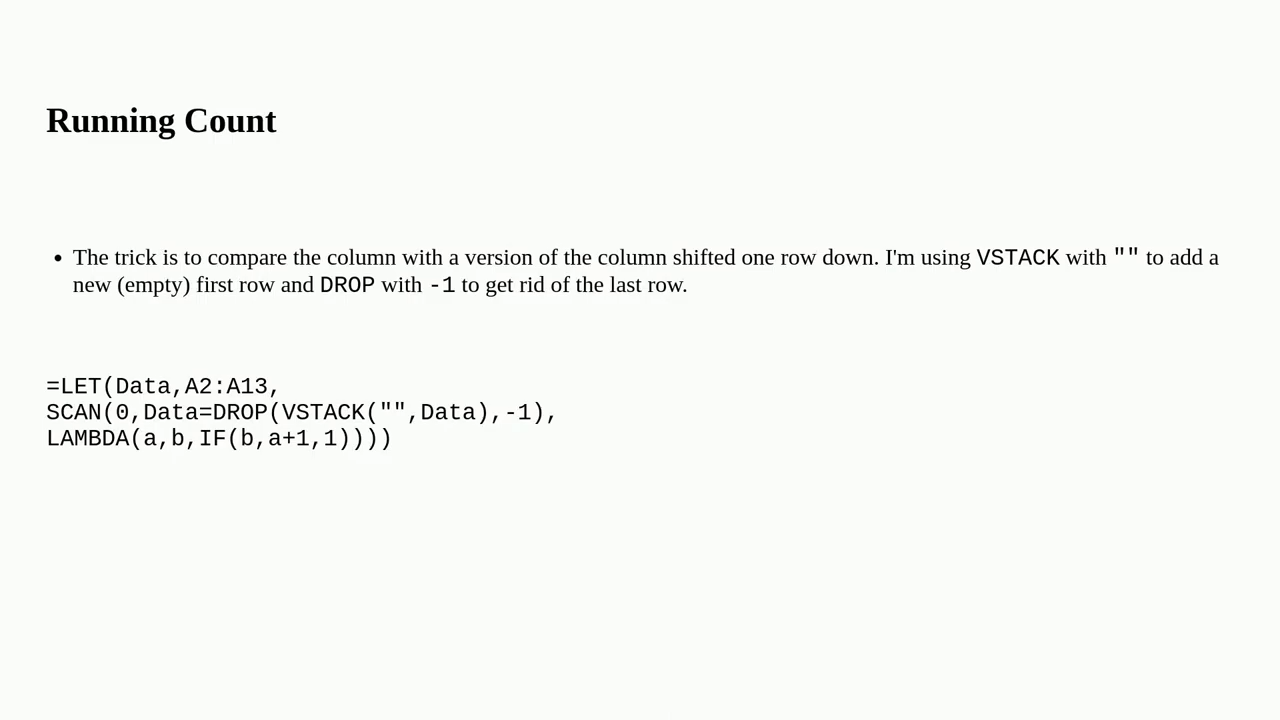 Running Count
• The trick is to compare the column with a version of the column shifted one row down. I'm using VSTACK with "" to add a
new (empty) first row and DROP with -1 to get rid of the last row.
=LET(Data,A2:A13,
SCAN(0,Data=DROP(VSTACK("",Data),-1),
LAMBDA(a,b,IF(b,a+1,1))))